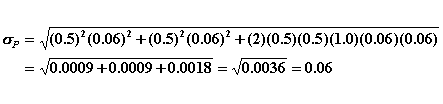 σ_P = √((0.5)²(0.06)² + (0.5)²(0.06)² + (2)(0.5)(0.5)(1.0)(0.06)(0.06))
= √(0.0009 + 0.0009 + 0.0018) = √0.0036 = 0.06